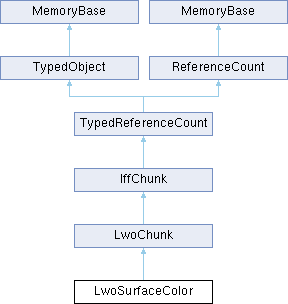 MemoryBase MemoryBase
TypedObject ReferenceCount
TypedReferenceCount
IffChunk
LwoChunk
LwoSurfaceColor